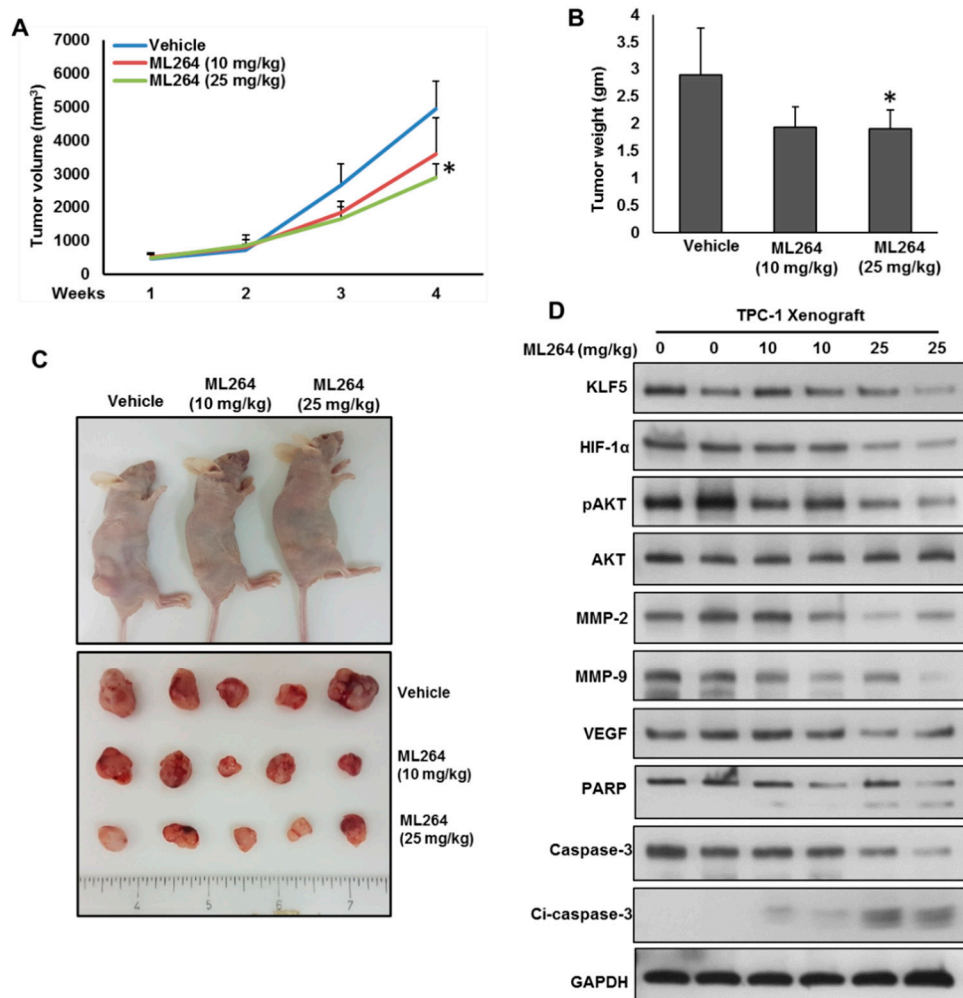 A
7000
6000
5000
4000
3000
2000
1000
0
Tumor volume (mm3)
Vehicle
ML264 (10 mg/kg)
ML264 (25 mg/kg)
*
Weeks 1 2 3 4
B
4
3.5
3
2.5
2
1.5
1
0.5
0
Tumor weight (gm)
*
Vehicle ML264 ML264
(10 mg/kg) (25 mg/kg)
C
Vehicle ML264 ML264
(10 mg/kg) (25 mg/kg)
Vehicle
ML264
(10 mg/kg)
ML264
(25 mg/kg)
4 5 6 7
D
TPC-1 Xenograft
ML264 (mg/kg) 0 0 10 10 25 25
KLF5
HIF-1α
pAKT
AKT
MMP-2
MMP-9
VEGF
PARP
Caspase-3
Ci-caspase-3
GAPDH